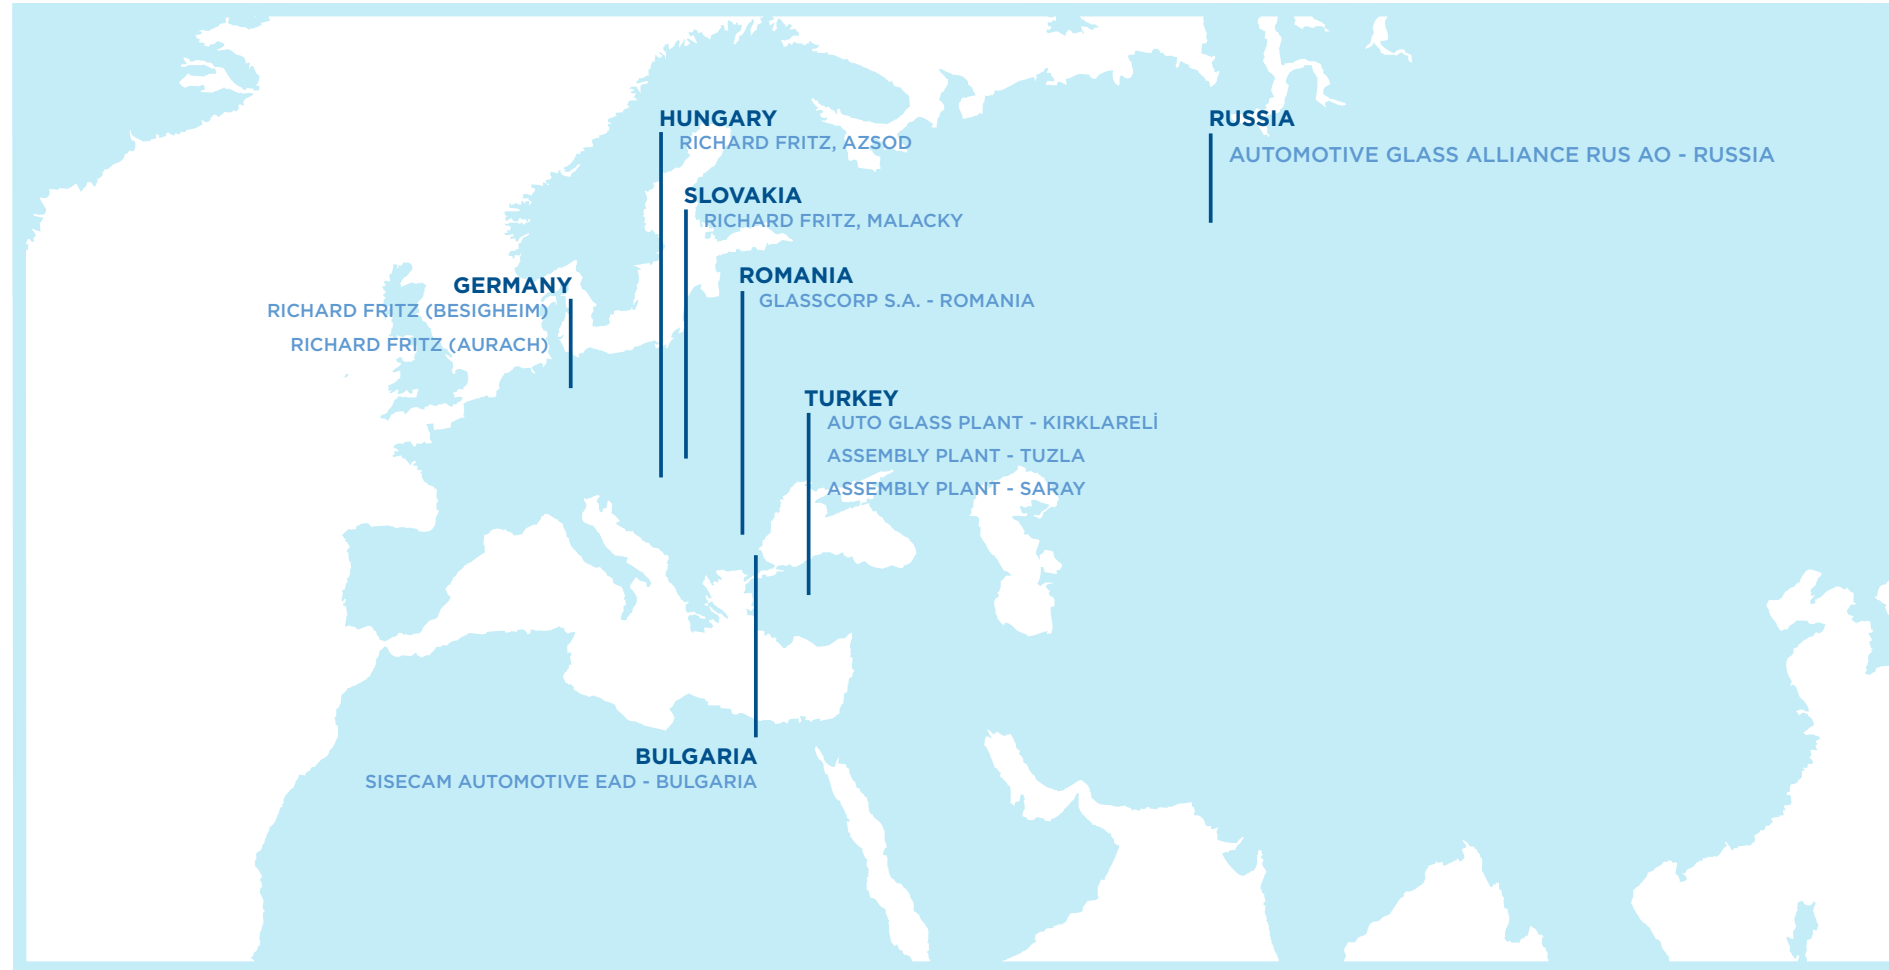 HUNGARY
RICHARD FRITZ, AZSOD
RUSSIA
AUTOMOTIVE GLASS ALLIANCE RUS AO - RUSSIA
SLOVAKIA
RICHARD FRITZ, MALACKY
GERMANY
RICHARD FRITZ (BESIGHEIM)
RICHARD FRITZ (AURACH)
ROMANIA
GLASSCORP S.A. - ROMANIA
TURKEY
AUTO GLASS PLANT - KIRKLARELİ
ASSEMBLY PLANT - TUZLA
ASSEMBLY PLANT - SARAY
BULGARIA
SISECAM AUTOMOTIVE EAD - BULGARIA